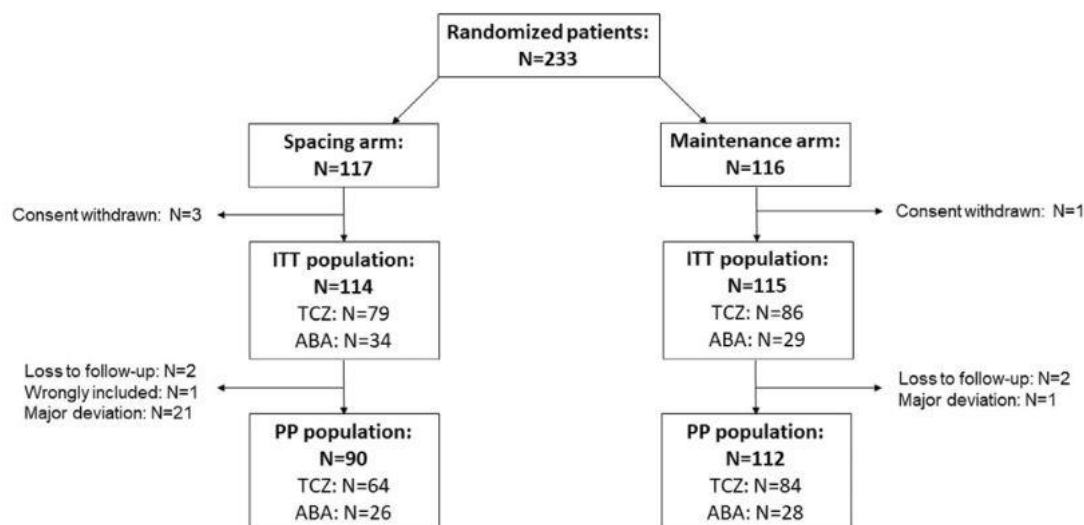 Randomized patients:
N=233
Spacing arm:
N=117
Maintenance arm:
N=116
Consent withdrawn: N=3
Consent withdrawn: N=1
ITT population:
N=114
TCZ: N=79
ABA: N=34
ITT population:
N=115
TCZ: N=86
ABA: N=29
Loss to follow-up: N=2
Wrongly included: N=1
Major deviation: N=21
Loss to follow-up: N=2
Major deviation: N=1
PP population:
N=90
TCZ: N=64
ABA: N=26
PP population:
N=112
TCZ: N=84
ABA: N=28